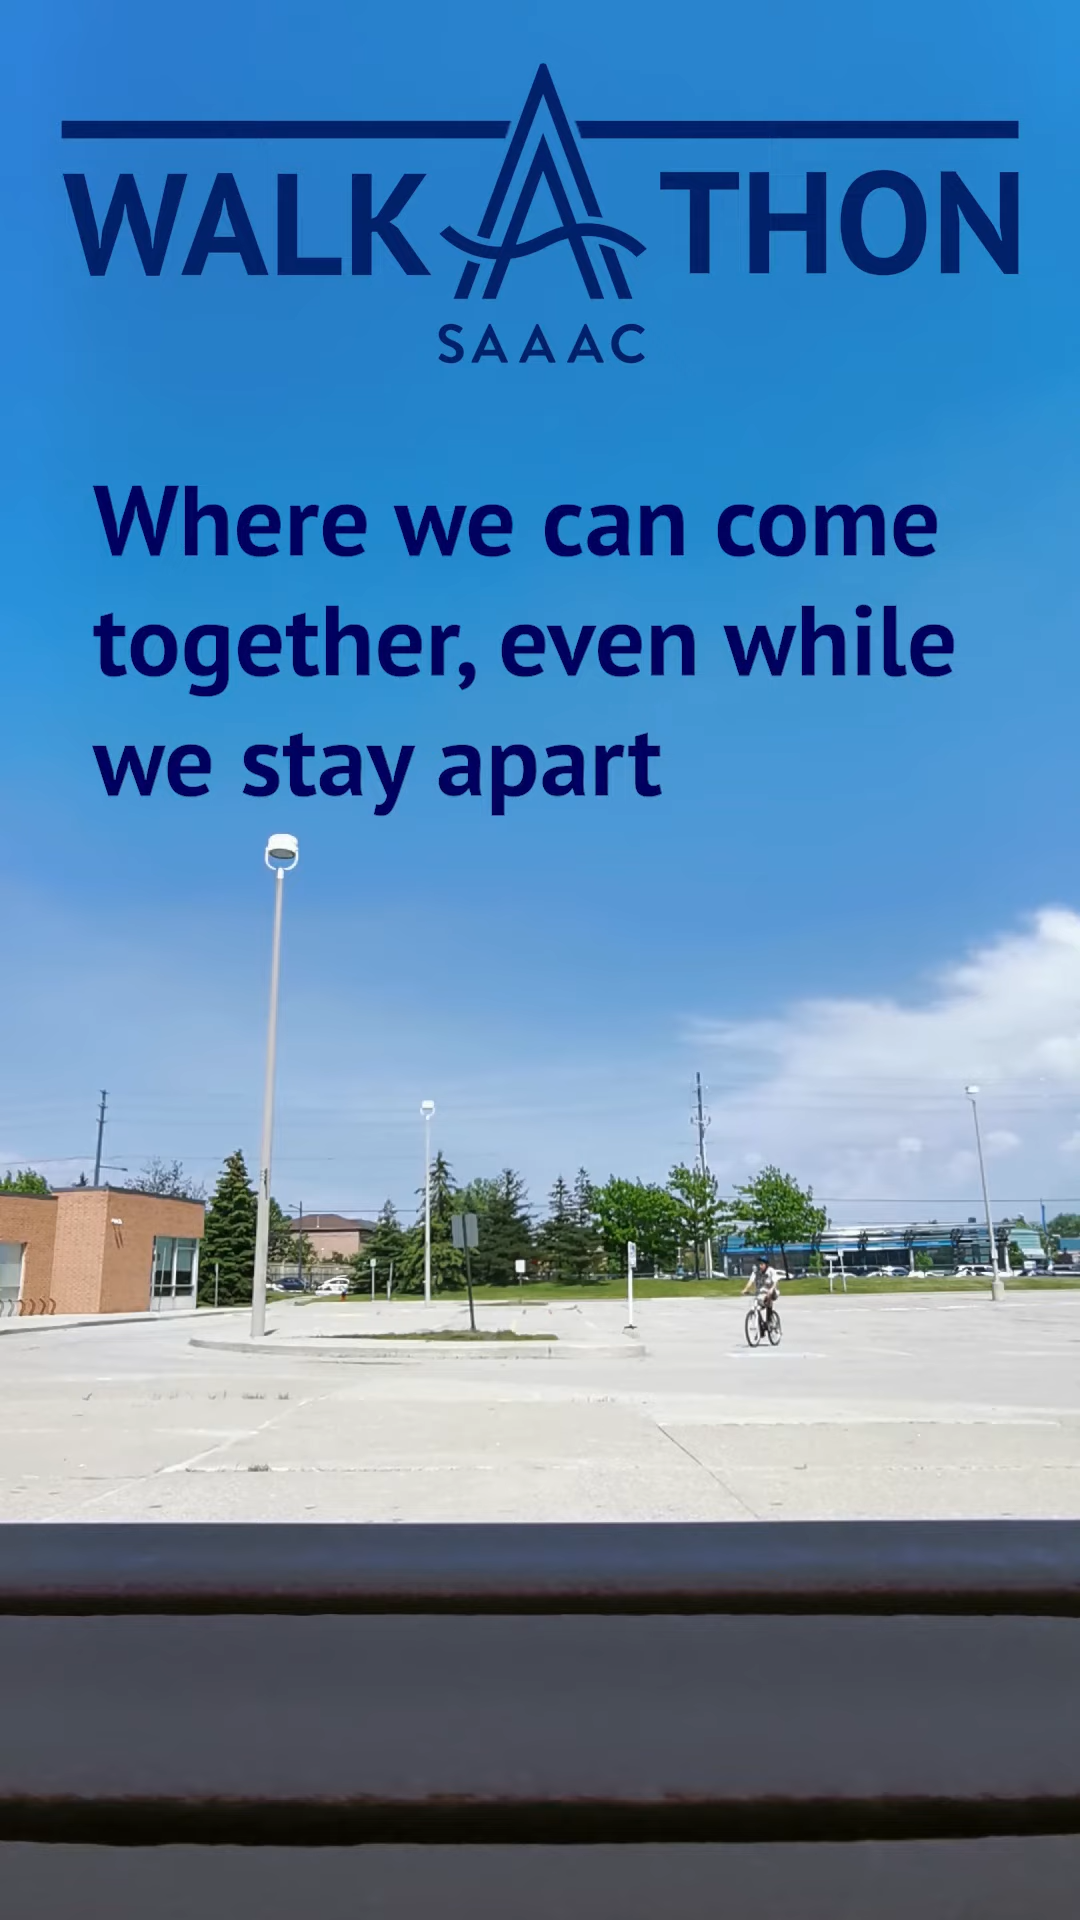 WALK A THON
SAAAC
Where we can come
together, even while
we stay apart